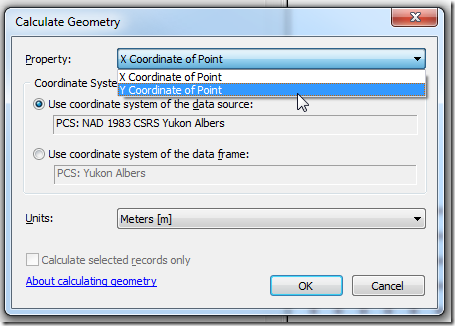 Calculate Geometry
Property:
X Coordinate of Point
X Coordinate of Point
Y Coordinate of Point
Coordinate Syste
Use coordinate system of the data source:
PCS: NAD 1983 CSRS Yukon Albers
Use coordinate system of the data frame:
PCS: Yukon Albers
Units:
Meters [m]
Calculate selected records only
About calculating geometry
OK
Cancel